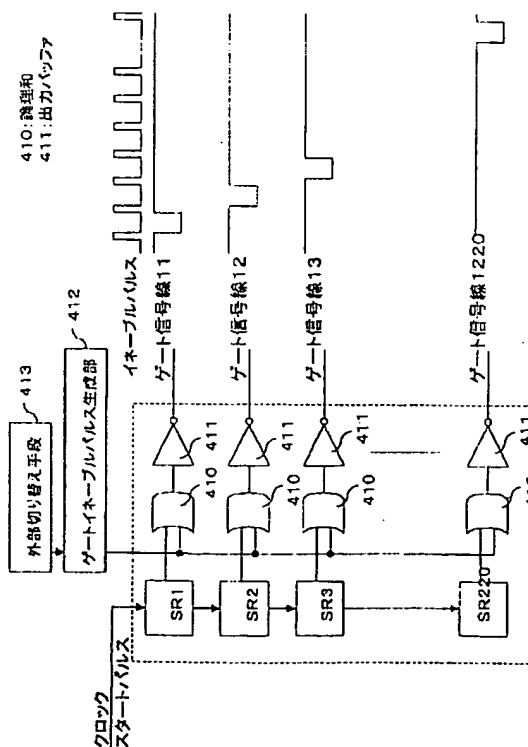 410:論理和
411:出力バッファ
413
外部切り替え手段
412
ゲートイネーブルパルス生成部
イネーブルパルス
クロック
スタートパルス
SR1
410
411
ゲート信号線11
SR2
410
411
ゲート信号線12
SR3
410
411
ゲート信号線13
SR220
411
ゲート信号線1220